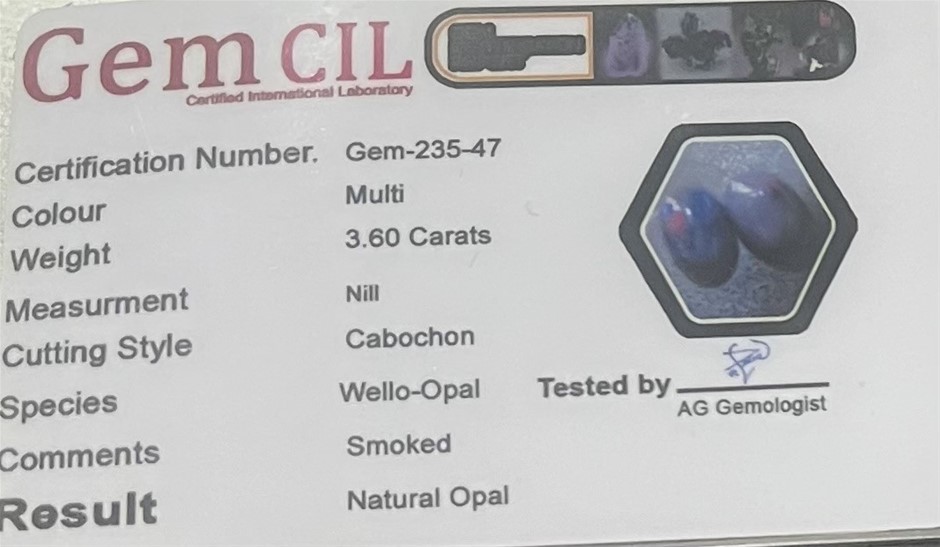 Gem CIL
Certified International Laboratory
Certification Number. Gem-235-47
Colour Multi
Weight 3.60 Carats
Measurment Nill
Cutting Style Cabochon
Species Wello-Opal
Comments Smoked
Result Natural Opal
Tested by
AG Gemologist